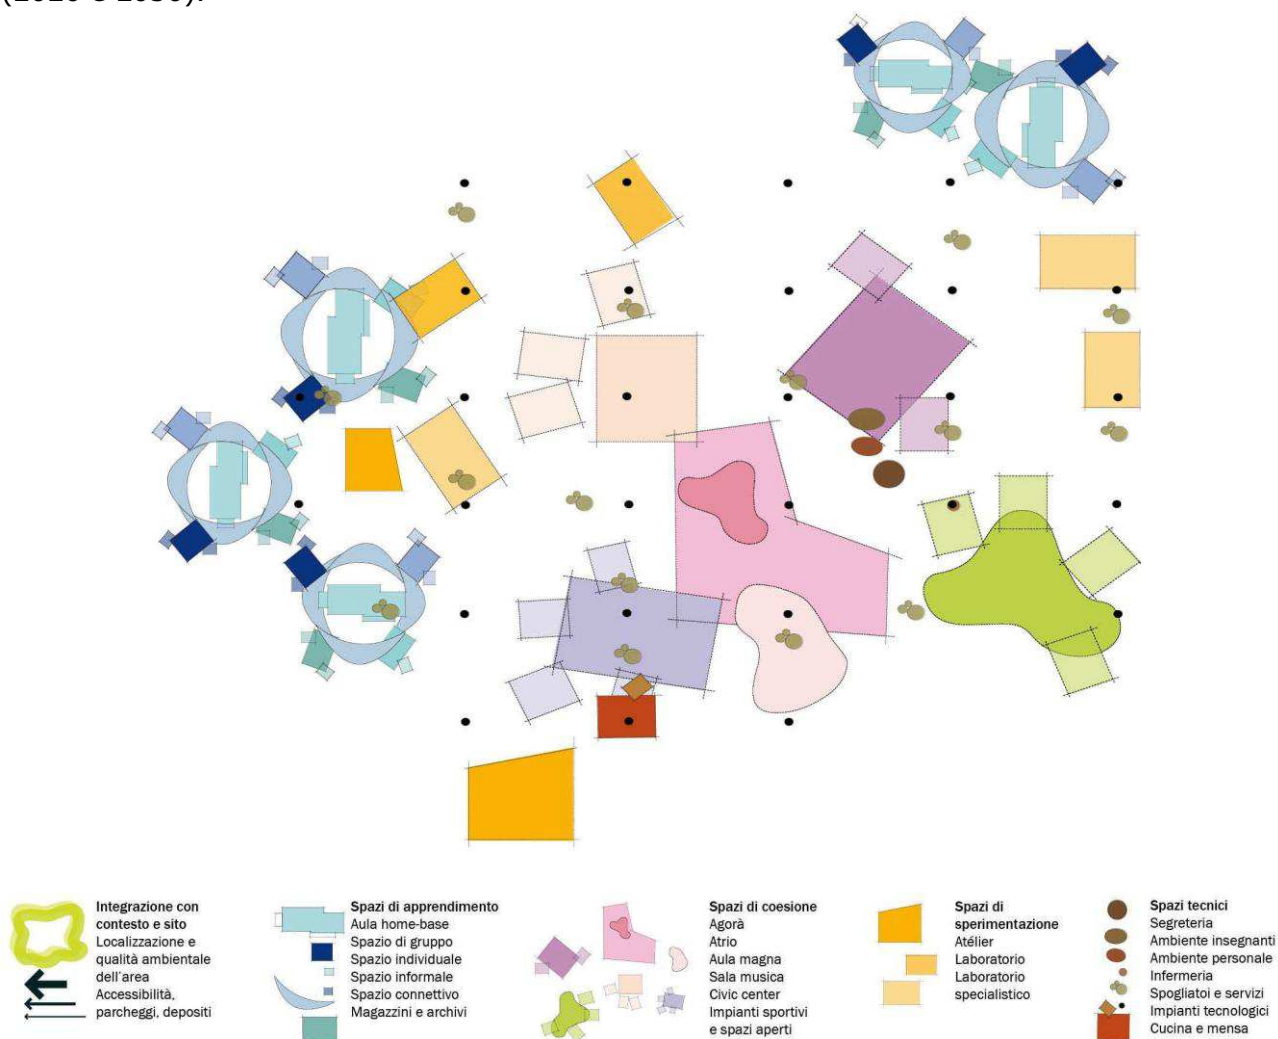 Integrazione con
contesto e sito
Localizzazione e
qualità ambientale
dell'area
Accessibilità,
parcheggi, depositi
Spazi di apprendimento
Aula home-base
Spazio di gruppo
Spazio individuale
Spazio informale
Spazio connettivo
Magazzini e archivi
Spazi di coesione
Agorà
Atrio
Aula magna
Sala musica
Civic center
Impianti sportivi
e spazi aperti
Spazi di
sperimentazione
Atélier
Laboratorio
Laboratorio
specialistico
Spazi tecnici
Segreteria
Ambiente insegnanti
Ambiente personale
Infermeria
Spogliatoi e servizi
Impianti tecnologici
Cucina e mensa